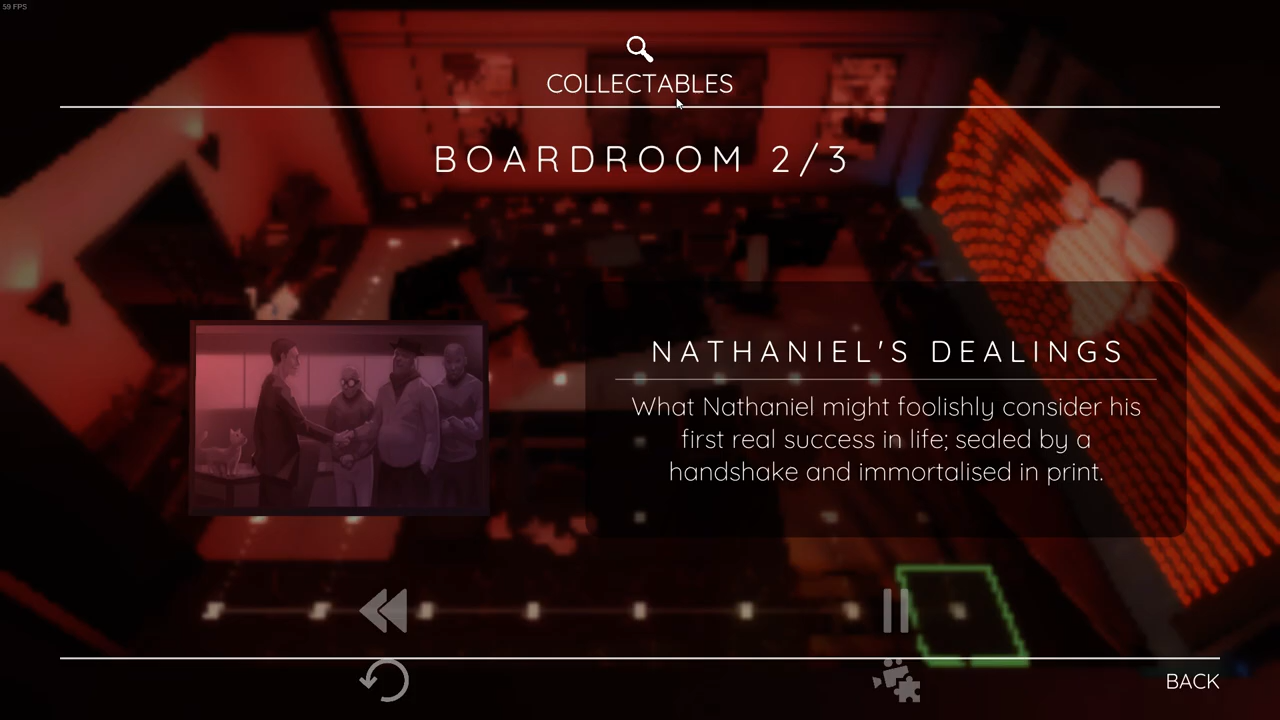 59 FPS
COLLECTABLES
BOARDROOM 2/3
NATHANIEL'S DEALINGS
What Nathaniel might foolishly consider his
first real success in life; sealed by a
handshake and immortalised in print.
BACK